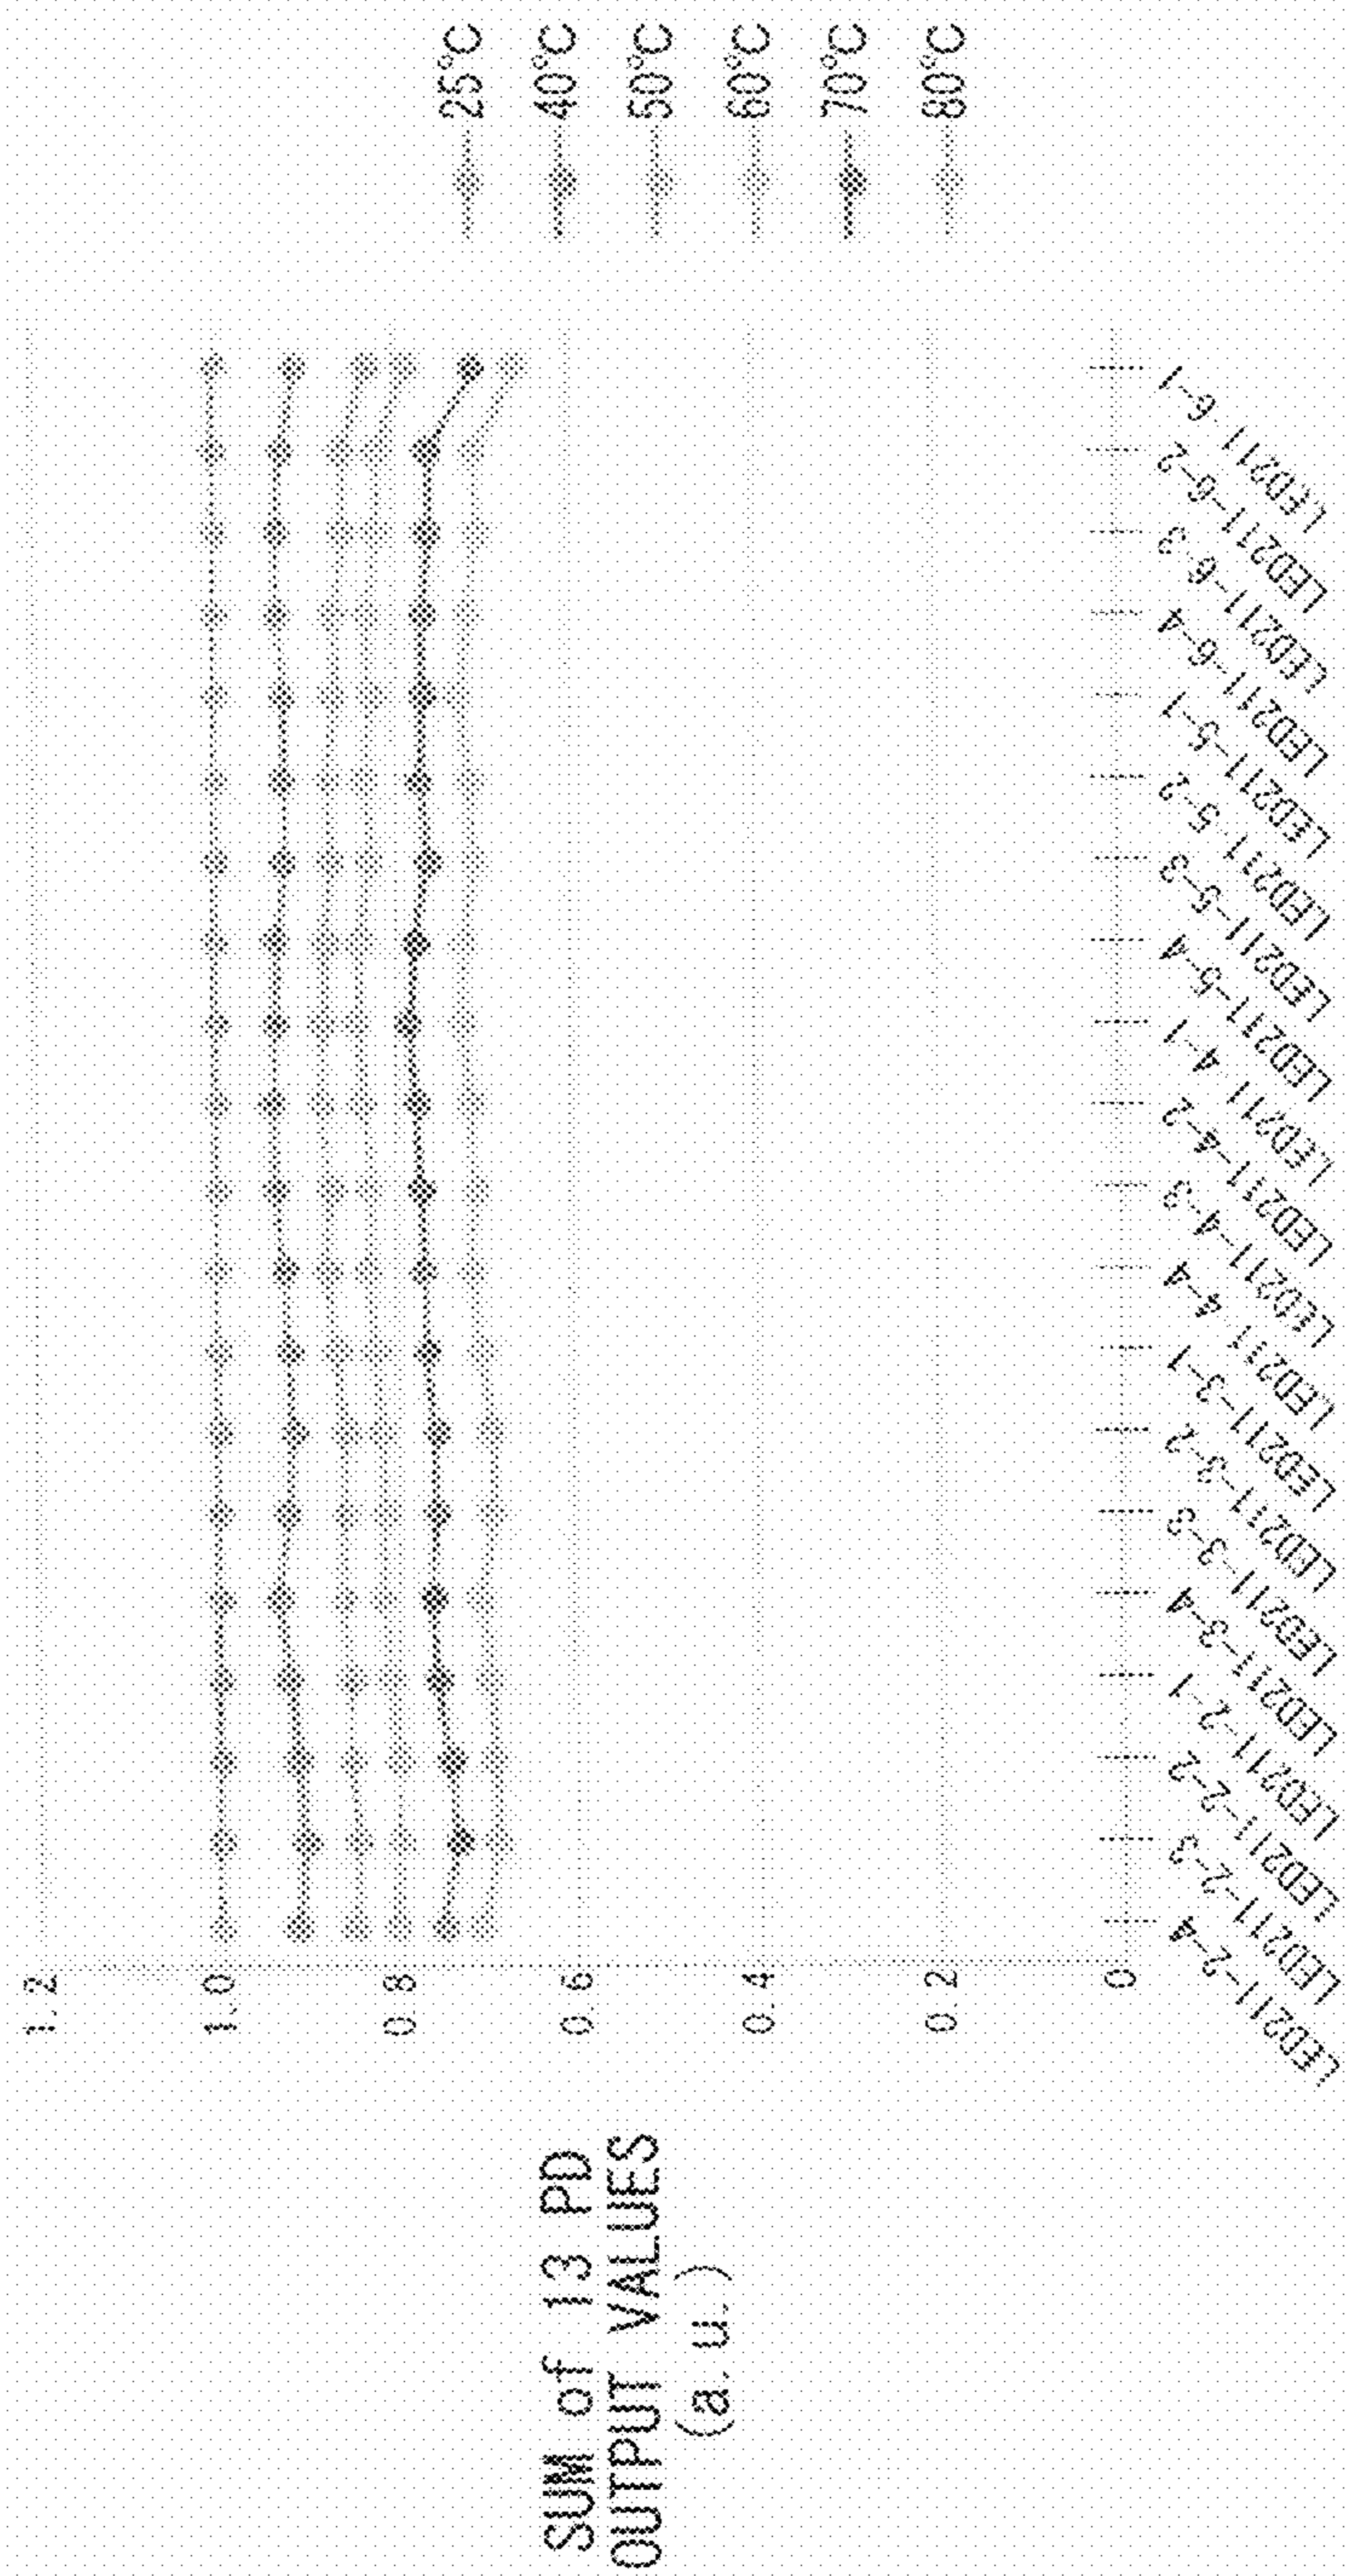 SUM of 13 PD
OUTPUT VALUES
(a. u.)
1. 2
1. 0
0. 8
0. 6
0. 4
0. 2
0
LED211-2-4
LED211-2-3
LED211-2-2
LED211-2-1
LED211-3-4
LED211-3-3
LED211-3-2
LED211-3-1
LED211-4-4
LED211-4-3
LED211-4-2
LED211-4-1
LED211-5-4
LED211-5-3
LED211-5-2
LED211-5-1
LED211-6-4
LED211-6-3
LED211-6-2
LED211-6-1
25°C
40°C
50°C
60°C
70°C
80°C